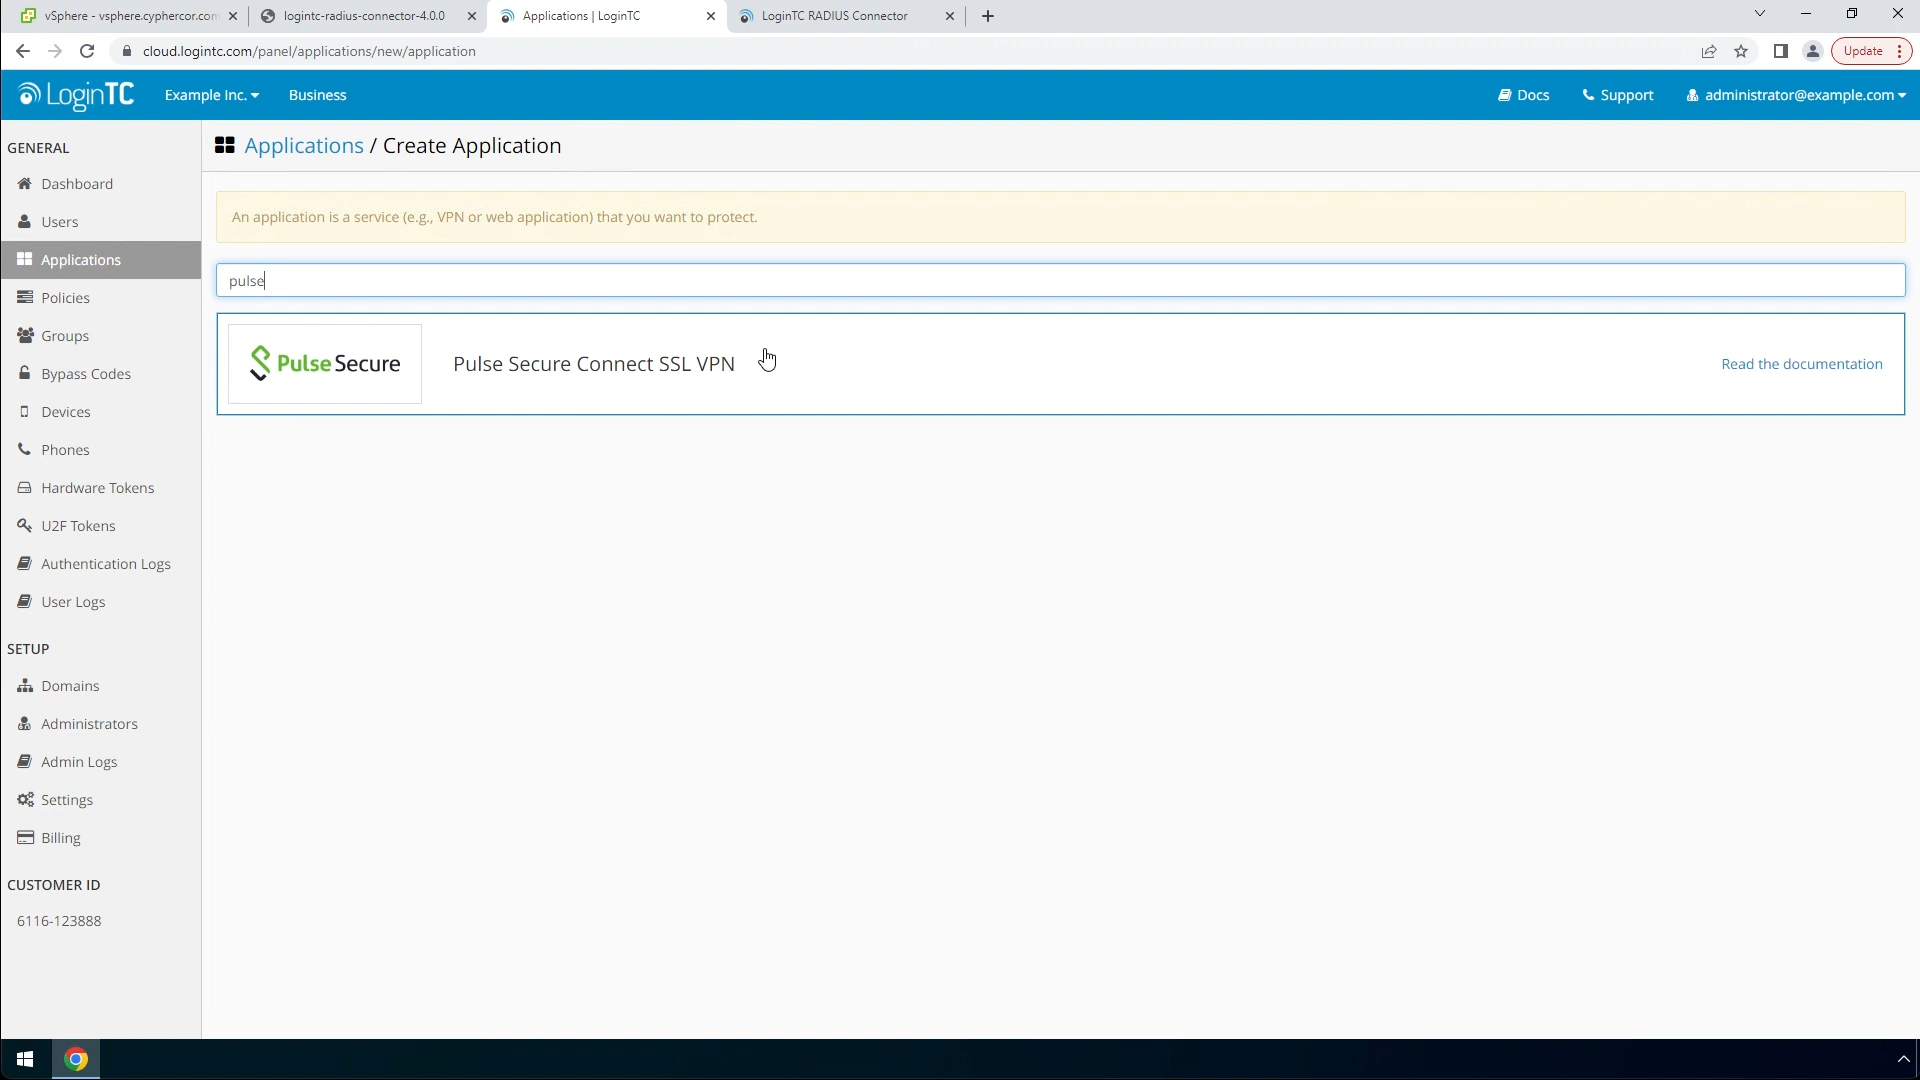 vSphere - vsphere.cyphercor.com
logintc-radius-connector-4.0.0
Applications | LoginTC
LoginTC RADIUS Connector
cloud.logintc.com/panel/applications/new/application
Update
LoginTC
Example Inc.
Business
Docs
Support
administrator@example.com
GENERAL
Dashboard
Users
Applications
Policies
Groups
Bypass Codes
Devices
Phones
Hardware Tokens
U2F Tokens
Authentication Logs
User Logs
SETUP
Domains
Administrators
Admin Logs
Settings
Billing
CUSTOMER ID
6116-123888
Applications / Create Application
An application is a service (e.g., VPN or web application) that you want to protect.
pulse
Pulse Secure
Pulse Secure Connect SSL VPN
Read the documentation